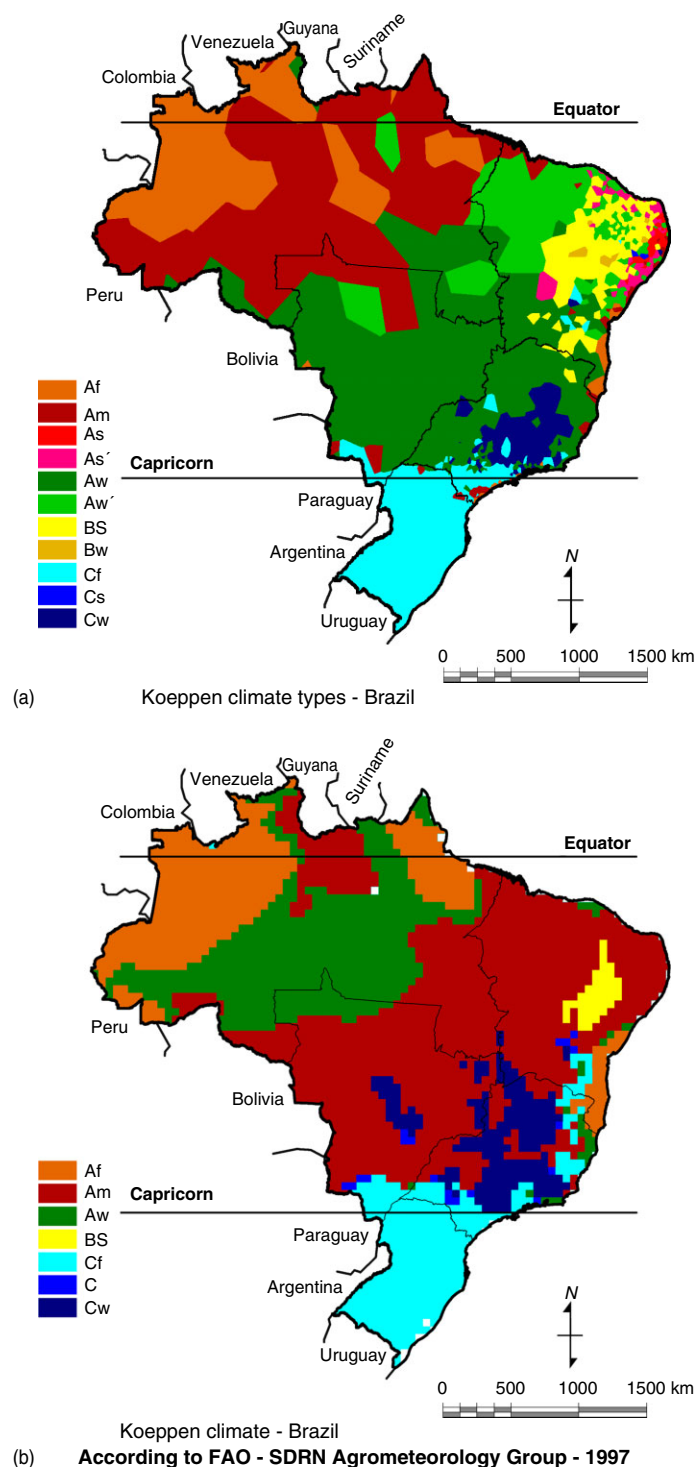 Guyana
Venezuela
Suriname
Colombia
Equator
Peru
Bolivia
Af
Am
As
As´
Aw
Aw´
BS
Bw
Cf
Cs
Cw
Capricorn
Paraguay
Argentina
Uruguay
N
0 500 1000 1500 km
(a) Koeppen climate types - Brazil
Guyana
Venezuela
Suriname
Colombia
Equator
Peru
Bolivia
Af
Am
Aw
BS
Cf
C
Cw
Capricorn
Paraguay
Argentina
Uruguay
N
0 500 1000 1500 km
Koeppen climate - Brazil
(b) According to FAO - SDRN Agrometeorology Group - 1997